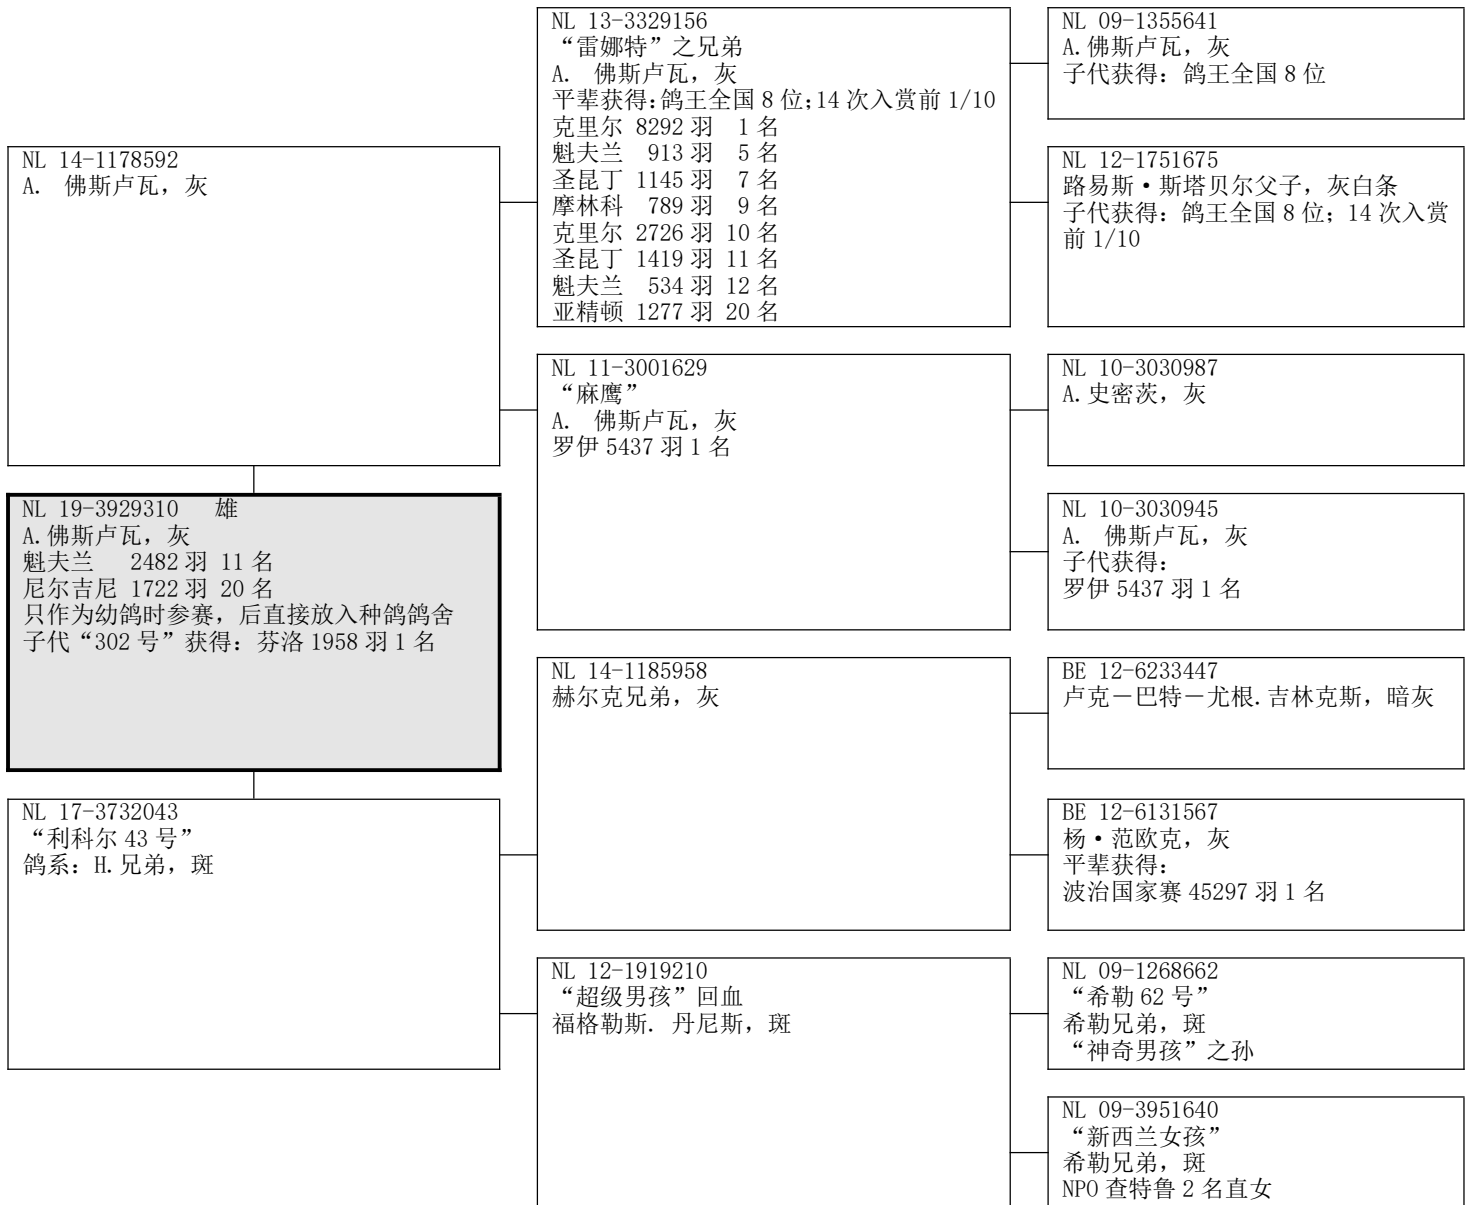 NL 14-1178592
A. 佛斯卢瓦，灰
NL 19-3929310 雄
A.佛斯卢瓦，灰
魁夫兰 2482 羽 11 名
尼尔吉尼 1722 羽 20 名
只作为幼鸽时参赛，后直接放入种鸽鸽舍
子代“302 号”获得：芬洛 1958 羽 1 名
NL 17-3732043
“利科尔 43 号”
鸽系：H.兄弟，斑
NL 13-3329156
“雷娜特”之兄弟
A. 佛斯卢瓦，灰
平辈获得:鸽王全国 8 位;14 次入赏前 1/10
克里尔 8292 羽 1 名
魁夫兰 913 羽 5 名
圣昆丁 1145 羽 7 名
摩林科 789 羽 9 名
克里尔 2726 羽 10 名
圣昆丁 1419 羽 11 名
魁夫兰 534 羽 12 名
亚精顿 1277 羽 20 名
NL 11-3001629
“麻鹰”
A. 佛斯卢瓦，灰
罗伊 5437 羽 1 名
NL 14-1185958
赫尔克兄弟，灰
NL 12-1919210
“超级男孩”回血
福格勒斯. 丹尼斯，斑
NL 09-1355641
A.佛斯卢瓦，灰
子代获得：鸽王全国 8 位
NL 12-1751675
路易斯•斯塔贝尔父子，灰白条
子代获得：鸽王全国 8 位；14 次入赏
前 1/10
NL 10-3030987
A.史密茨，灰
NL 10-3030945
A. 佛斯卢瓦，灰
子代获得：
罗伊 5437 羽 1 名
BE 12-6233447
卢克－巴特－尤根.吉林克斯，暗灰
BE 12-6131567
杨•范欧克，灰
平辈获得：
波治国家赛 45297 羽 1 名
NL 09-1268662
“希勒 62 号”
希勒兄弟，斑
“神奇男孩”之孙
NL 09-3951640
“新西兰女孩”
希勒兄弟，斑
NPO 查特鲁 2 名直女